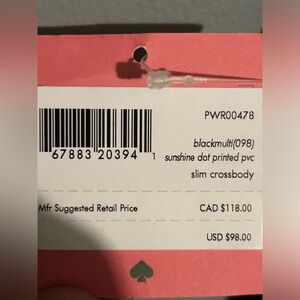 PWR00478
blackmulti(098)
67883 20394 1
sunshine dot printed pvc
slim crossbody
Mfr Suggested Retail Price
CAD $118.00
USD $98.00